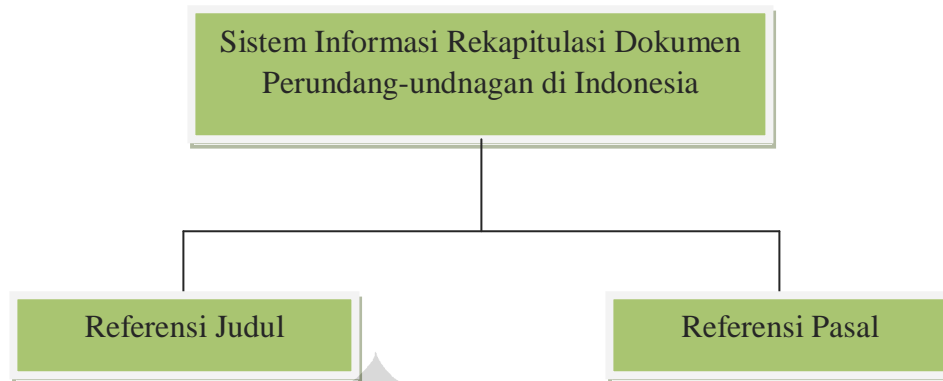 Sistem Informasi Rekapitulasi Dokumen
Perundang-undnagan di Indonesia
Referensi Judul
Referensi Pasal